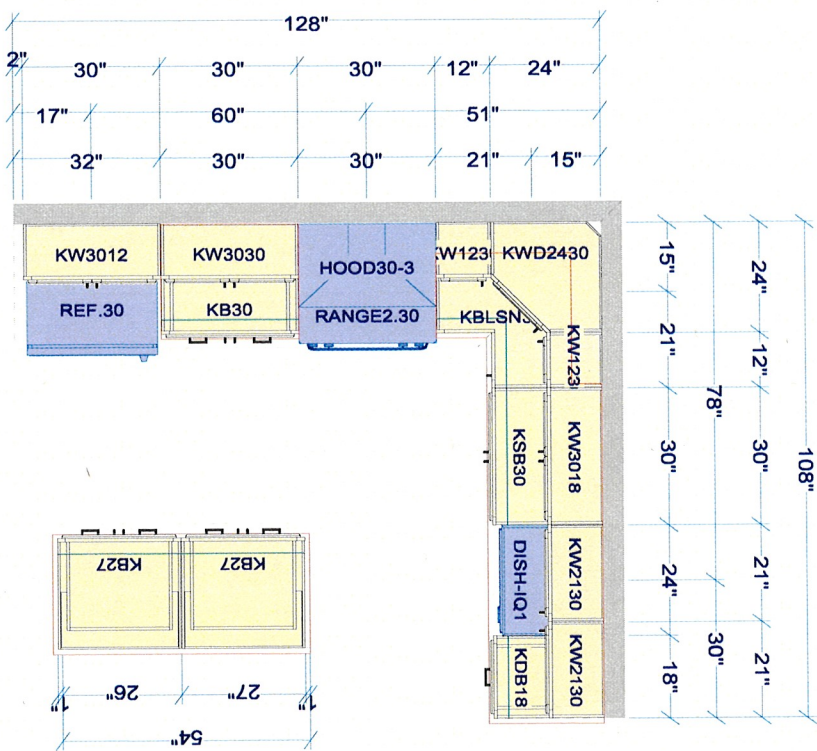 128"
2" 30" 30" 30" 12" 24"
17" 60" 51"
32" 30" 30" 21" 15"
KW3012 KW3030 HOOD30-3 KW123 KWD2430
REF.30 KB30 RANGE2.30 KBLSN3
KW123
KSB30 KW3018
DISH-IQ1 KW2130
KDB18 KW2130
KB27 KB27
1" 26" 27" 1"
54"
15" 21" 30" 24" 18"
78" 30"
24" 12" 30" 21" 21"
108"